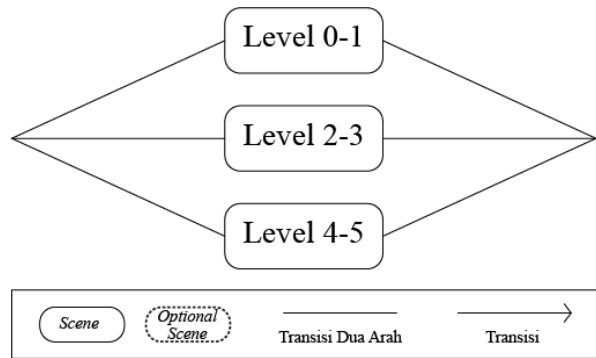 Level 0-1
Level 2-3
Level 4-5
Scene
Optional
Scene
Transisi Dua Arah
Transisi